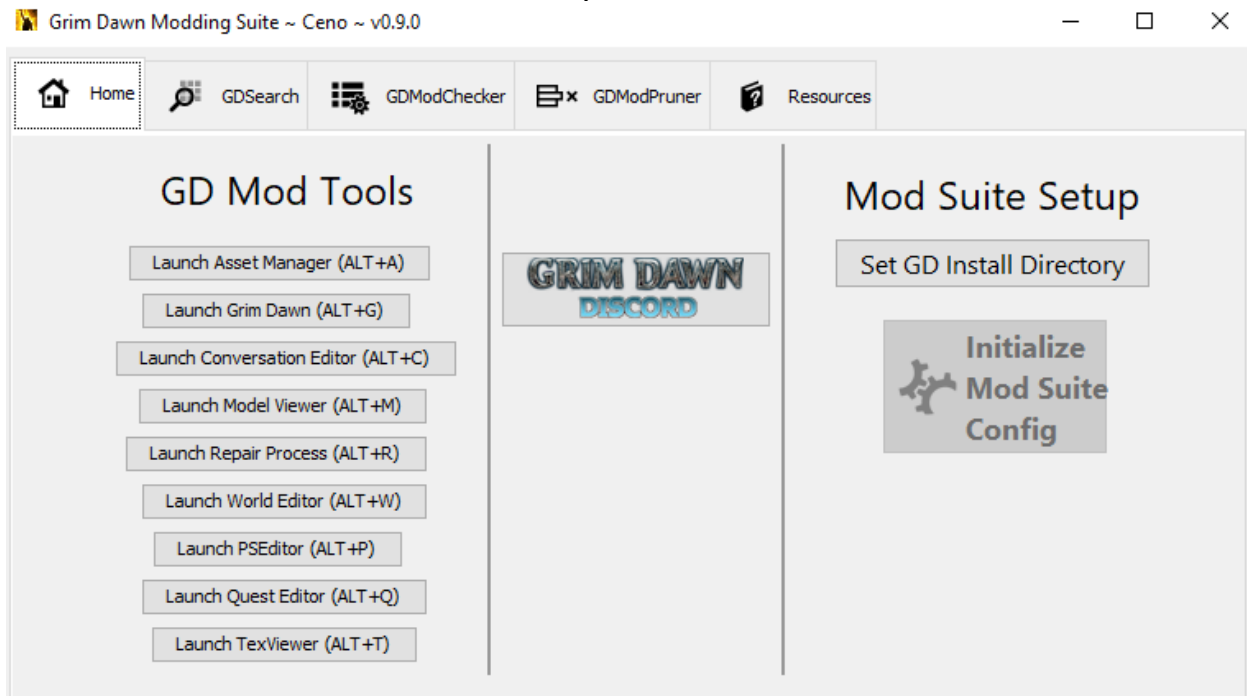 Grim Dawn Modding Suite ~ Ceno ~ v0.9.0
Home
GDSearch
GDModChecker
GDModPruner
Resources
GD Mod Tools
Launch Asset Manager (ALT+A)
Launch Grim Dawn (ALT+G)
Launch Conversation Editor (ALT+C)
Launch Model Viewer (ALT+M)
Launch Repair Process (ALT+R)
Launch World Editor (ALT+W)
Launch PSEditor (ALT+P)
Launch Quest Editor (ALT+Q)
Launch TexViewer (ALT+T)
GRIM DAWN
DISCORD
Mod Suite Setup
Set GD Install Directory
Initialize
Mod Suite
Config